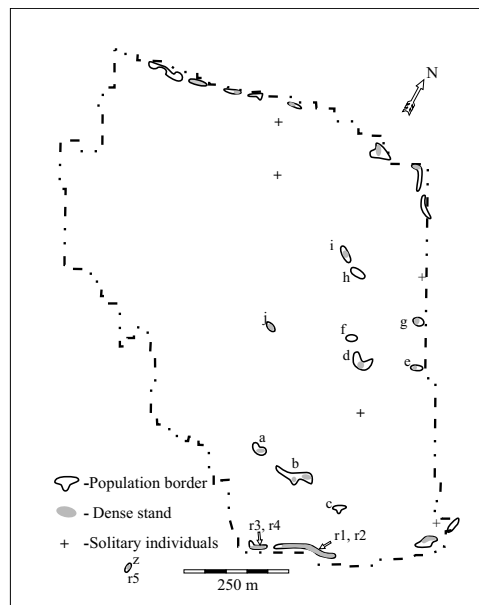 N
i
h
j
f
g
d
e
a
b
c
-Population border
- Dense stand
-Solitary individuals
r3, r4
r1, r2
z
r5
250 m